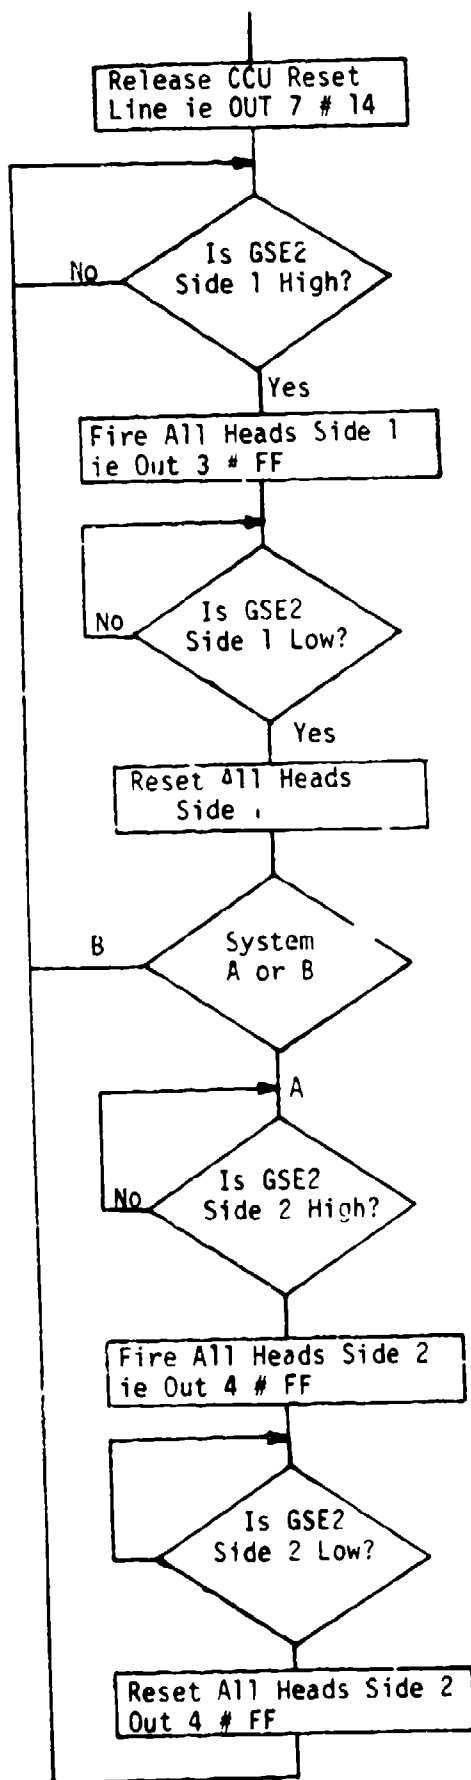 Release CCU Reset
Line ie OUT 7 # 14
Is GSE2
Side 1 High?
No
Yes
Fire All Heads Side 1
ie Out 3 # FF
Is GSE2
Side 1 Low?
No
Yes
Reset All Heads
Side
System
A or B
B
A
Is GSE2
Side 2 High?
No
Fire All Heads Side 2
ie Out 4 # FF
Is GSE2
Side 2 Low?
Reset All Heads Side 2
Out 4 # FF